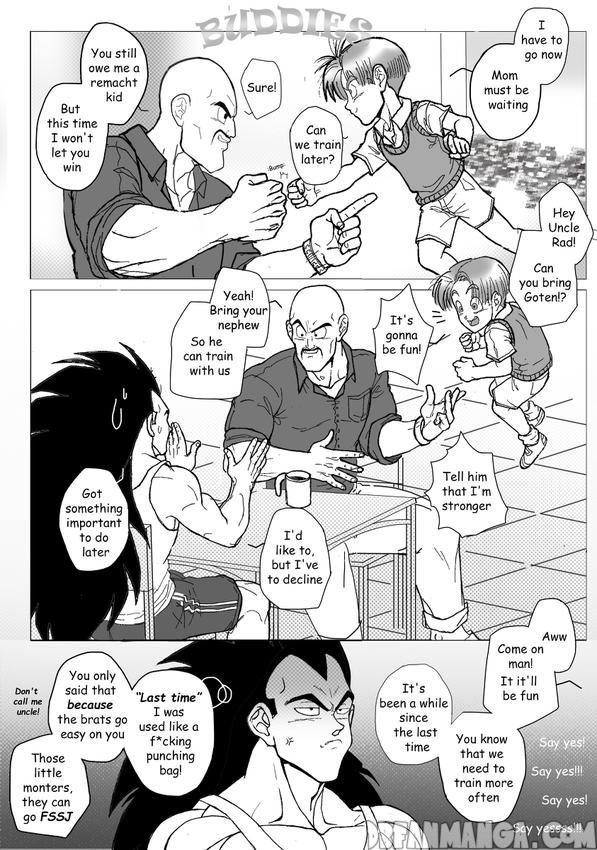 BUDDIES
You still
owe me a
remacht
kid
But
this time
I won't
let you
win
Sure!
Bump
Can
we train
later?
I
have to
go now
Mom
must be
waiting
Hey
Uncle
Rad!
Can
you bring
Goten!?
Yeah!
Bring your
nephew
So he
can train
with us
It's
gonna
be fun!
Tell him
that I'm
stronger
Got
something
important
to do
later
I'd
like to,
but I've
to decline
Aww
Come on
man!
It it'll
be fun
It's
been a while
since the
last time
You know
that we
need to
train more
often
Say yes!
Say yes!!!
Say yes!
Say yessss!!!
"Last time"
I was
used like a
f*cking
punching
bag!
You only
said that
because
the brats go
easy on you
Don't
call me
uncle!
Those
little
monters,
they can
go FSSJ
DBFANMANGA.COM